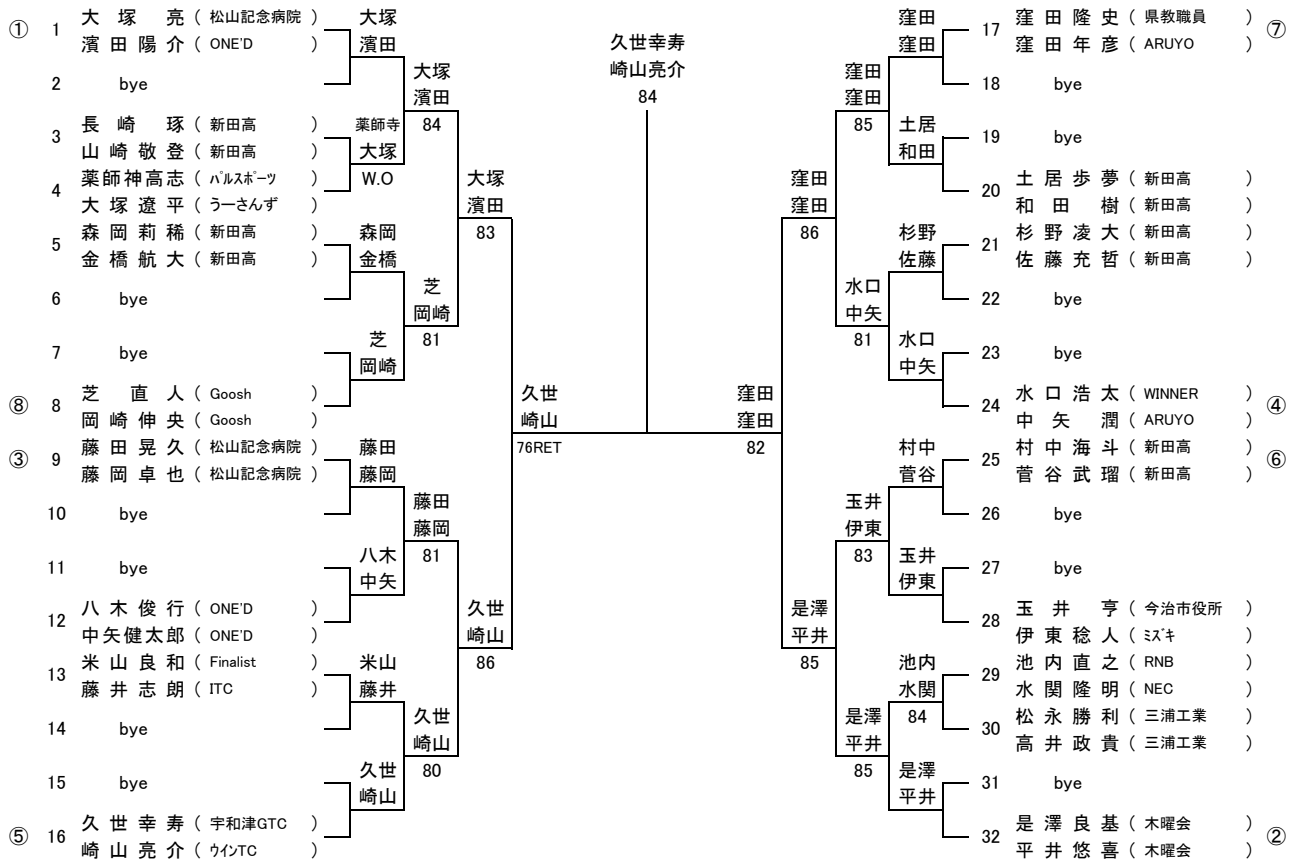 ① 1 大塚 亮 ( 松山記念病院 )
濱田陽介 ( ONE'D )
2 bye
3 長崎 琢 ( 新田高 )
山崎敬登 ( 新田高 )
4 薬師神高志 ( パルスポーツ )
大塚遼平 ( うーさんず )
5 森岡莉稀 ( 新田高 )
金橋航大 ( 新田高 )
6 bye
7 bye
⑧ 8 芝 直人 ( Goosh )
岡崎伸央 ( Goosh )
③ 9 藤田晃久 ( 松山記念病院 )
藤岡卓也 ( 松山記念病院 )
10 bye
11 bye
12 八木俊行 ( ONE'D )
中矢健太郎 ( ONE'D )
13 米山良和 ( Finalist )
藤井志朗 ( ITC )
14 bye
15 bye
⑤ 16 久世幸寿 ( 宇和津GTC )
崎山亮介 ( ウインTC )
大塚
濱田
薬師寺
大塚
W.O
森岡
金橋
芝
岡崎
藤田
藤岡
八木
中矢
米山
藤井
久世
崎山
大塚
濱田
84
芝
岡崎
81
藤田
藤岡
81
久世
崎山
80
大塚
濱田
83
久世
崎山
86
久世
崎山
76RET
久世幸寿
崎山亮介
84
窪田
窪田
82
窪田
窪田
86
是澤
平井
85
窪田
窪田
85
水口
中矢
81
玉井
伊東
83
是澤
平井
85
窪田
窪田
土居
和田
杉野
佐藤
水口
中矢
村中
菅谷
玉井
伊東
池内
水関
84
是澤
平井
17 窪田隆史 ( 県教職員 ) ⑦
窪田年彦 ( ARUYO )
18 bye
19 bye
20 土居歩夢 ( 新田高 )
和田 樹 ( 新田高 )
21 杉野凌大 ( 新田高 )
佐藤充哲 ( 新田高 )
22 bye
23 bye
24 水口浩太 ( WINNER ) ④
中矢 潤 ( ARUYO )
25 村中海斗 ( 新田高 ) ⑥
菅谷武瑠 ( 新田高 )
26 bye
27 bye
28 玉井 亨 ( 今治市役所 )
伊東稔人 ( ミズキ )
29 池内直之 ( RNB )
水関隆明 ( NEC )
30 松永勝利 ( 三浦工業 )
高井政貴 ( 三浦工業 )
31 bye
32 是澤良基 ( 木曜会 ) ②
平井悠喜 ( 木曜会 )